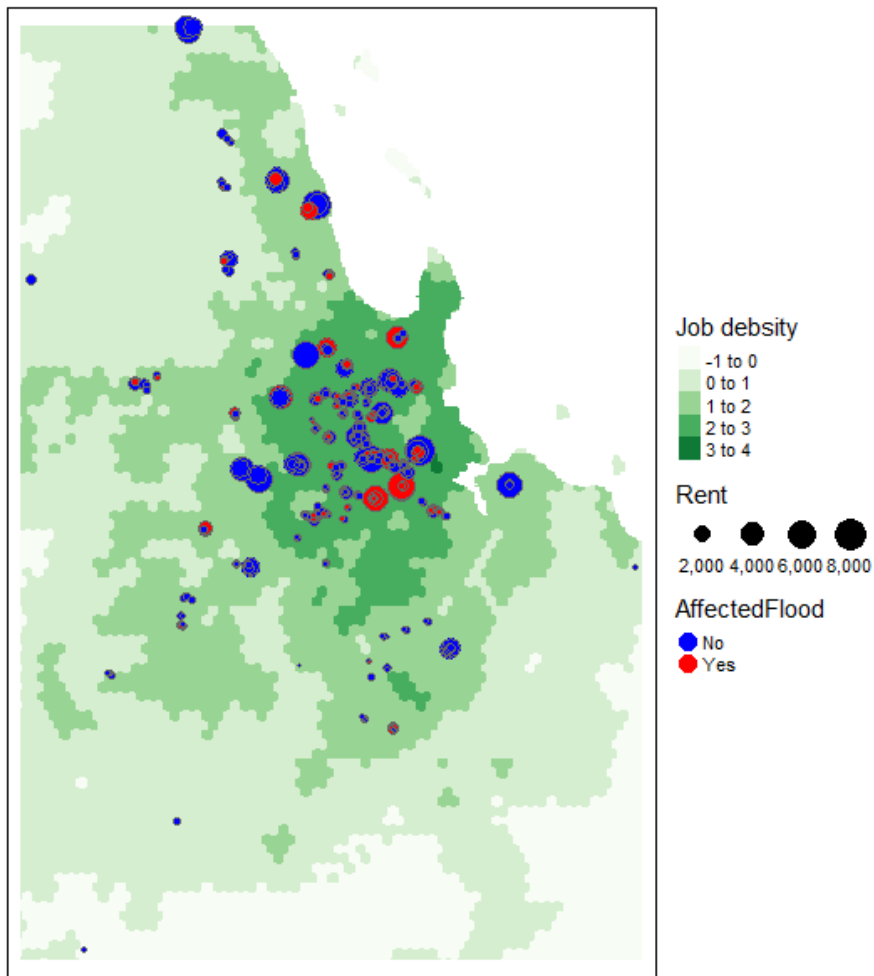 Job debsity
-1 to 0
0 to 1
1 to 2
2 to 3
3 to 4
Rent
2,000 4,000 6,000 8,000
AffectedFlood
No
Yes